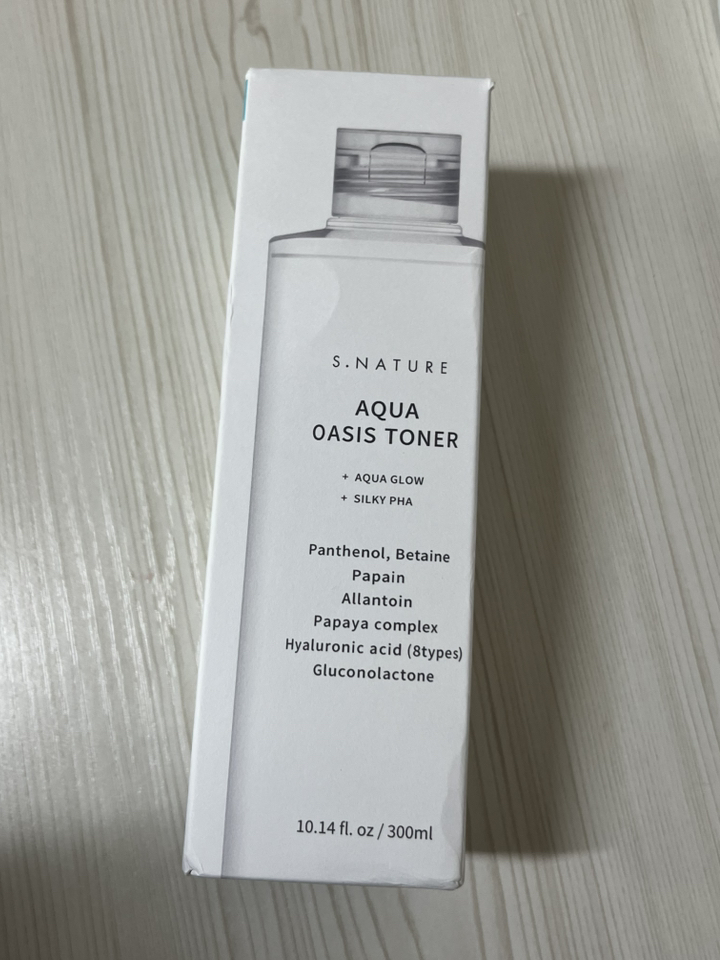 S.NATURE
AQUA
OASIS TONER
+ AQUA GLOW
+ SILKY PHA
Panthenol, Betaine
Papain
Allantoin
Papaya complex
Hyaluronic acid (8types)
Gluconolactone
10.14 fl. oz / 300ml